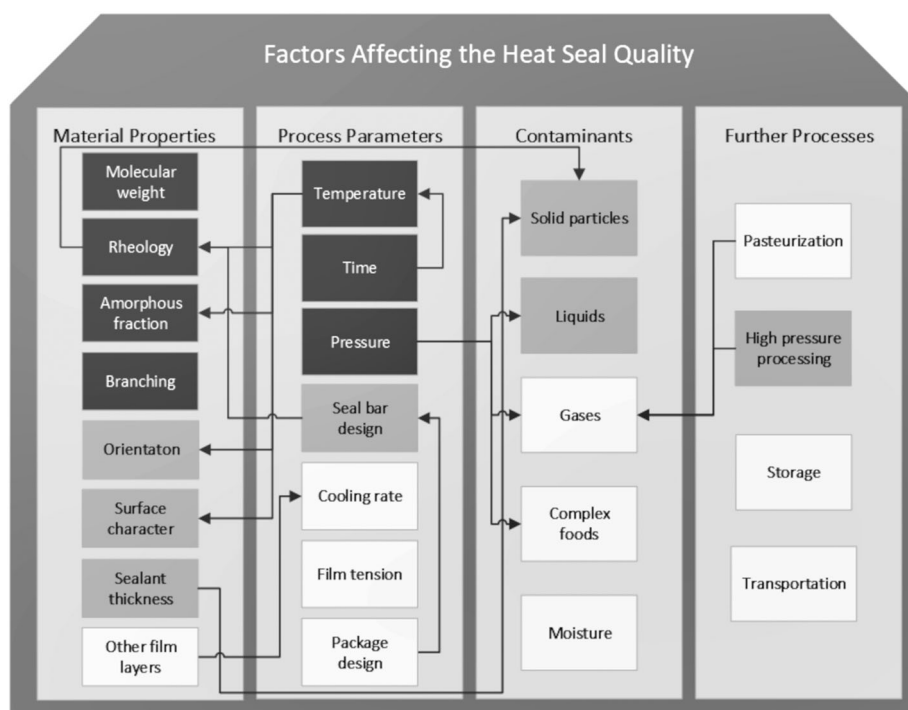 Factors Affecting the Heat Seal Quality
Material Properties
Molecular
weight
Rheology
Amorphous
fraction
Branching
Orientaton
Surface
character
Sealant
thickness
Other film
layers
Process Parameters
Temperature
Time
Pressure
Seal bar
design
Cooling rate
Film tension
Package
design
Contaminants
Solid particles
Liquids
Gases
Complex
foods
Moisture
Further Processes
Pasteurization
High pressure
processing
Storage
Transportation